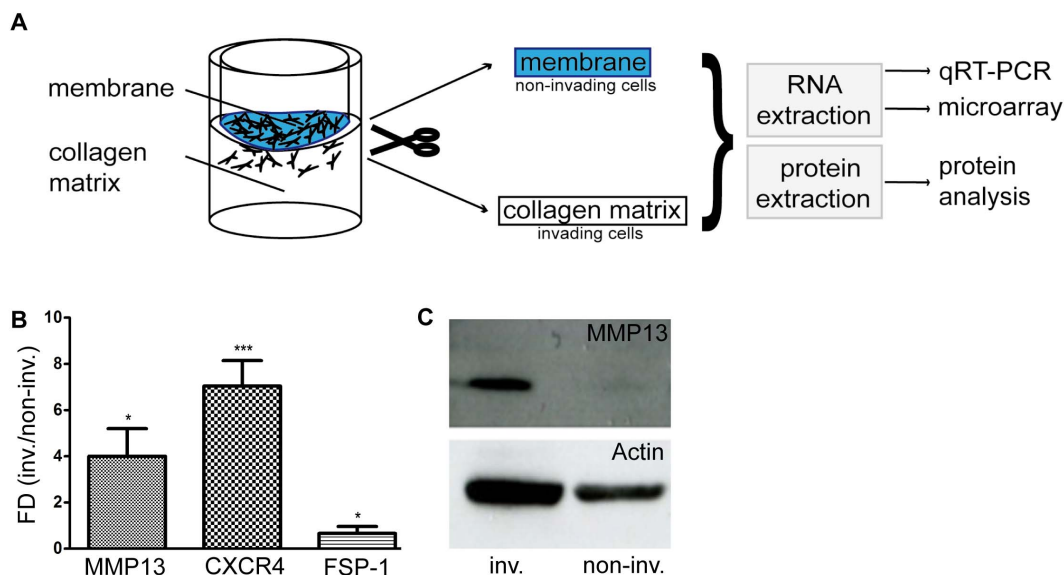 A
membrane
collagen
matrix
membrane
non-invading cells
collagen matrix
invading cells
RNA
extraction
qRT-PCR
microarray
protein
extraction
protein
analysis
B
FD (inv./non-inv.)
10
8
6
4
2
0
*
***
*
MMP13
CXCR4
FSP-1
C
MMP13
Actin
inv.
non-inv.